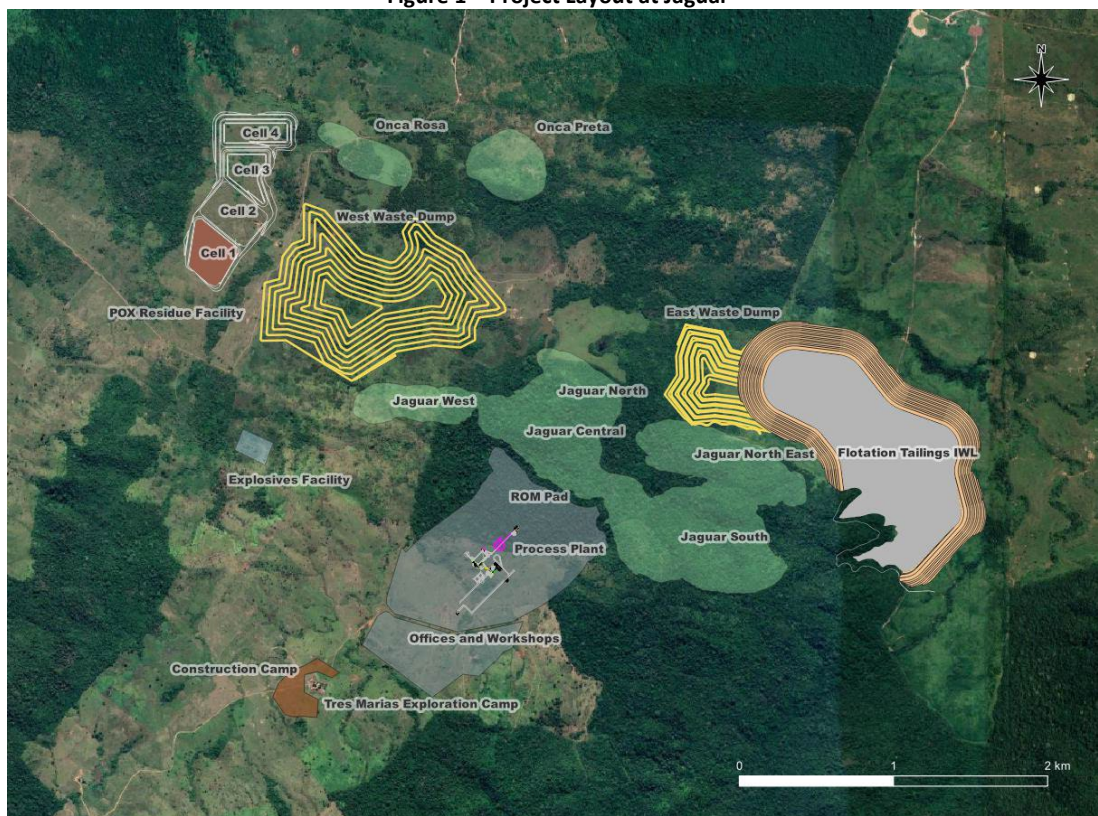 Figure 1 – Project Layout at Jaguar
N
Cell 4
Onca Rosa
Onca Preta
Cell 3
Cell 2
West Waste Dump
Cell 1
POX Residue Facility
East Waste Dump
Jaguar North
Jaguar West
Jaguar Central
Jaguar North East
Flotation Tailings IWL
Explosives Facility
ROM Pad
Jaguar South
Process Plant
Offices and Workshops
Construction Camp
Tres Marias Exploration Camp
0
1
2 km